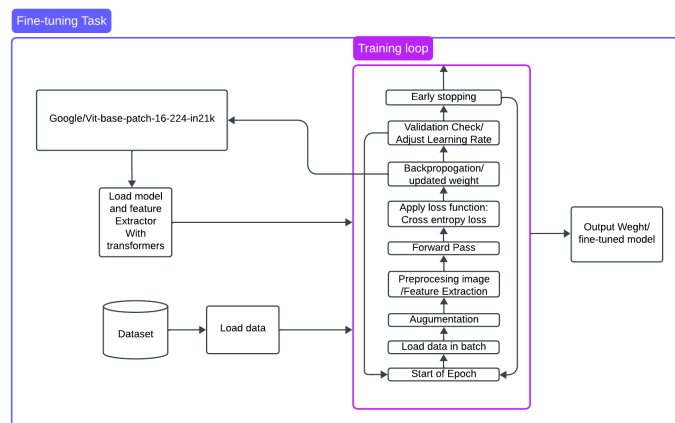 Fine-tuning Task
Training loop
Early stopping
Google/Vit-base-patch-16-224-in21k
Validation Check/
Adjust Learning Rate
Backpropogation/
updated weight
Load model
and feature
Extractor
With
transformers
Apply loss function:
Cross entropy loss
Output Weght/
fine-tuned model
Forward Pass
Preprocesing image
/Feature Extraction
Augumentation
Dataset
Load data
Load data in batch
Start of Epoch